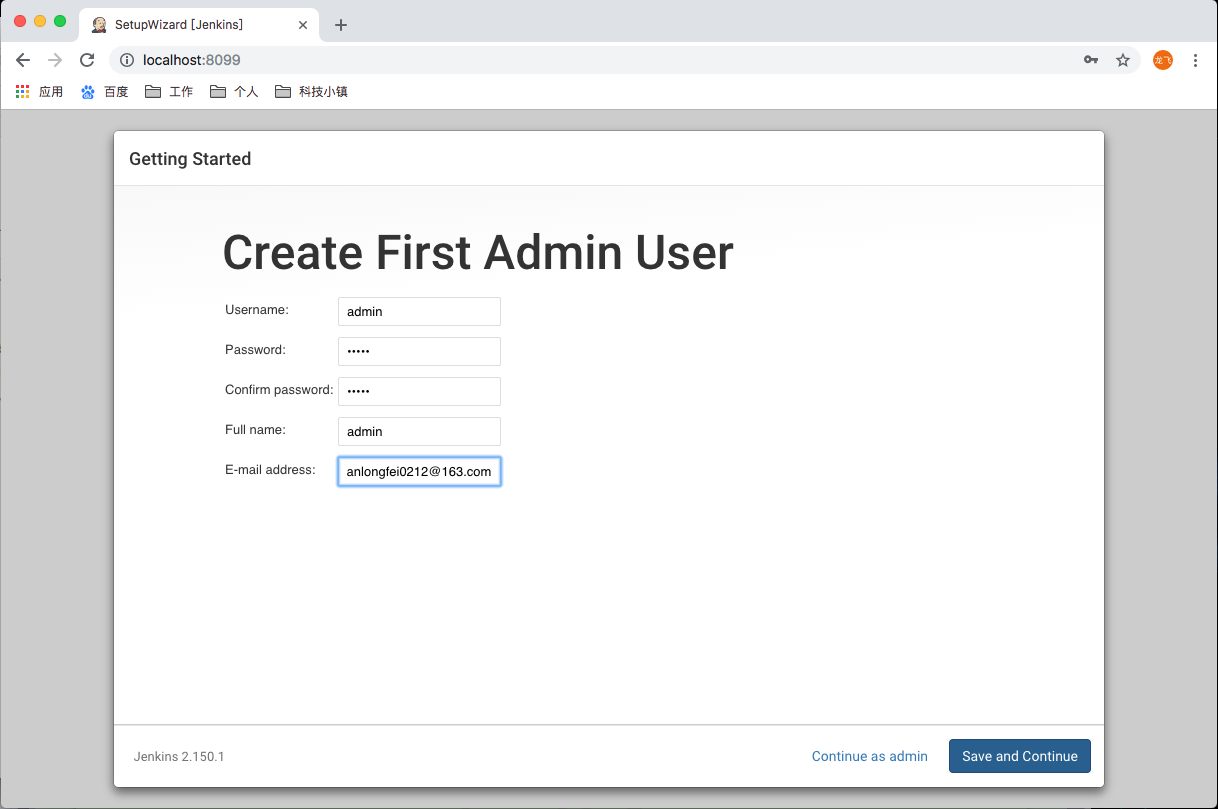 SetupWizard [Jenkins]
localhost:8099
龙飞
应用 百度 工作 个人 科技小镇
Getting Started
Create First Admin User
Username: admin
Password: •••••
Confirm password: •••••
Full name: admin
E-mail address: anlongfei0212@163.com
Jenkins 2.150.1 Continue as admin Save and Continue